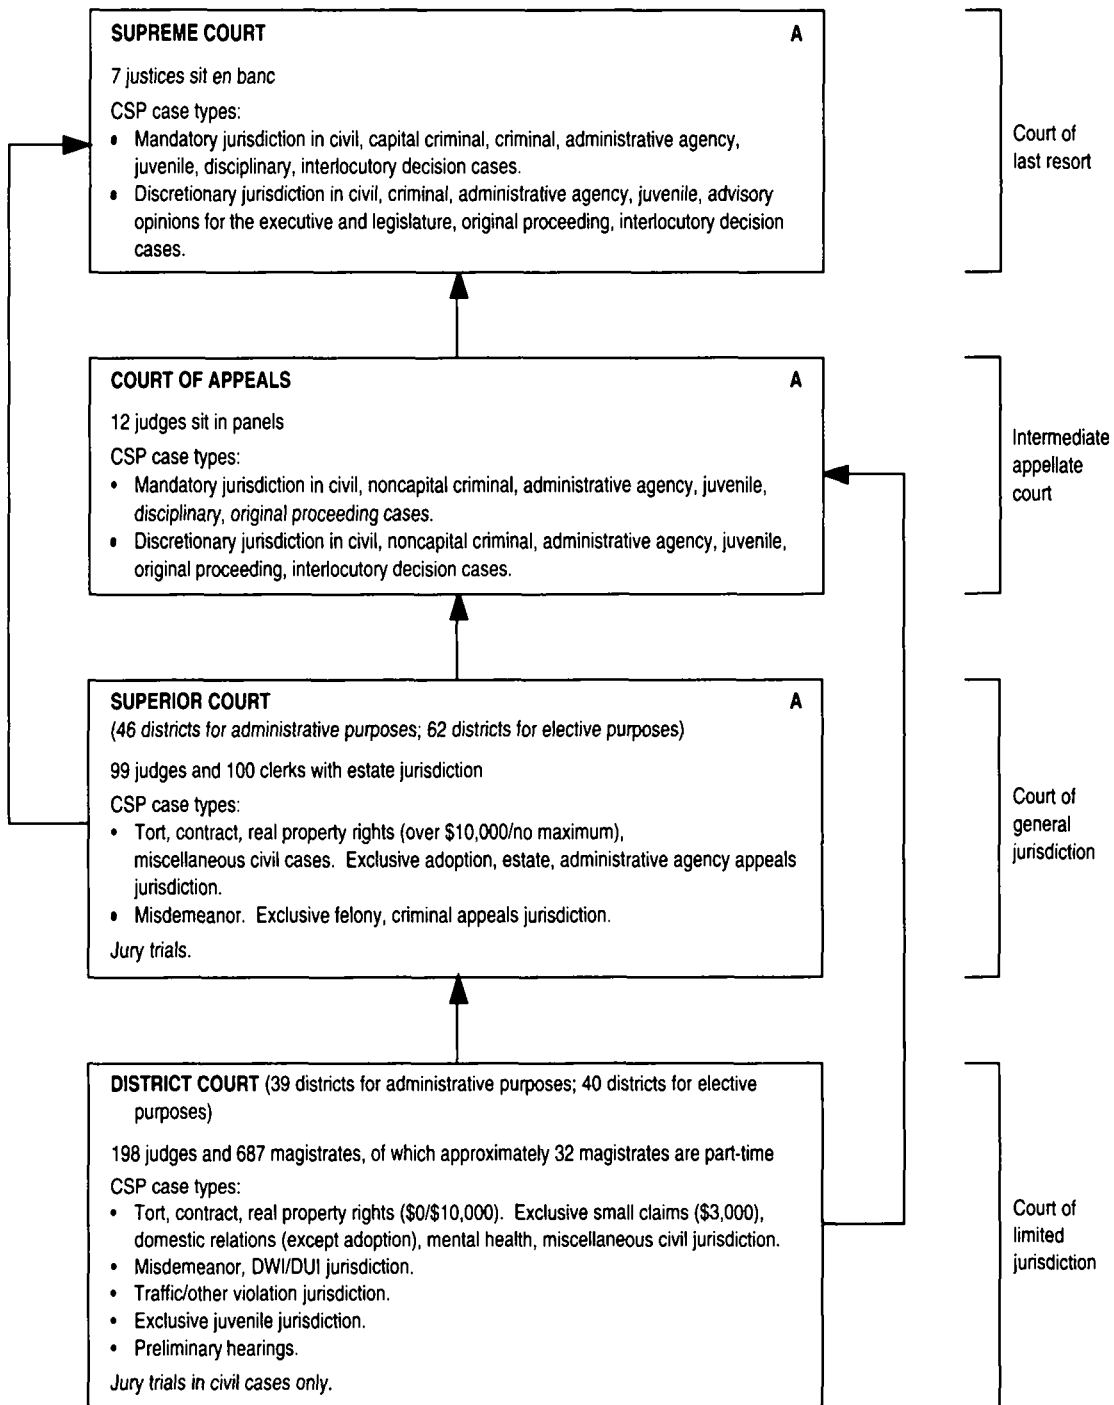 SUPREME COURT A
7 justices sit en banc
CSP case types:
• Mandatory jurisdiction in civil, capital criminal, criminal, administrative agency,
juvenile, disciplinary, interlocutory decision cases.
• Discretionary jurisdiction in civil, criminal, administrative agency, juvenile, advisory
opinions for the executive and legislature, original proceeding, interlocutory decision
cases.
Court of
last resort
COURT OF APPEALS A
12 judges sit in panels
CSP case types:
• Mandatory jurisdiction in civil, noncapital criminal, administrative agency, juvenile,
disciplinary, original proceeding cases.
• Discretionary jurisdiction in civil, noncapital criminal, administrative agency, juvenile,
original proceeding, interlocutory decision cases.
Intermediate
appellate
court
SUPERIOR COURT A
(46 districts for administrative purposes; 62 districts for elective purposes)
99 judges and 100 clerks with estate jurisdiction
CSP case types:
• Tort, contract, real property rights (over $10,000/no maximum),
miscellaneous civil cases. Exclusive adoption, estate, administrative agency appeals
jurisdiction.
• Misdemeanor. Exclusive felony, criminal appeals jurisdiction.
Jury trials.
Court of
general
jurisdiction
DISTRICT COURT (39 districts for administrative purposes; 40 districts for elective
purposes)
198 judges and 687 magistrates, of which approximately 32 magistrates are part-time
CSP case types:
• Tort, contract, real property rights ($0/$10,000). Exclusive small claims ($3,000),
domestic relations (except adoption), mental health, miscellaneous civil jurisdiction.
• Misdemeanor, DWI/DUI jurisdiction.
• Traffic/other violation jurisdiction.
• Exclusive juvenile jurisdiction.
• Preliminary hearings.
Jury trials in civil cases only.
Court of
limited
jurisdiction